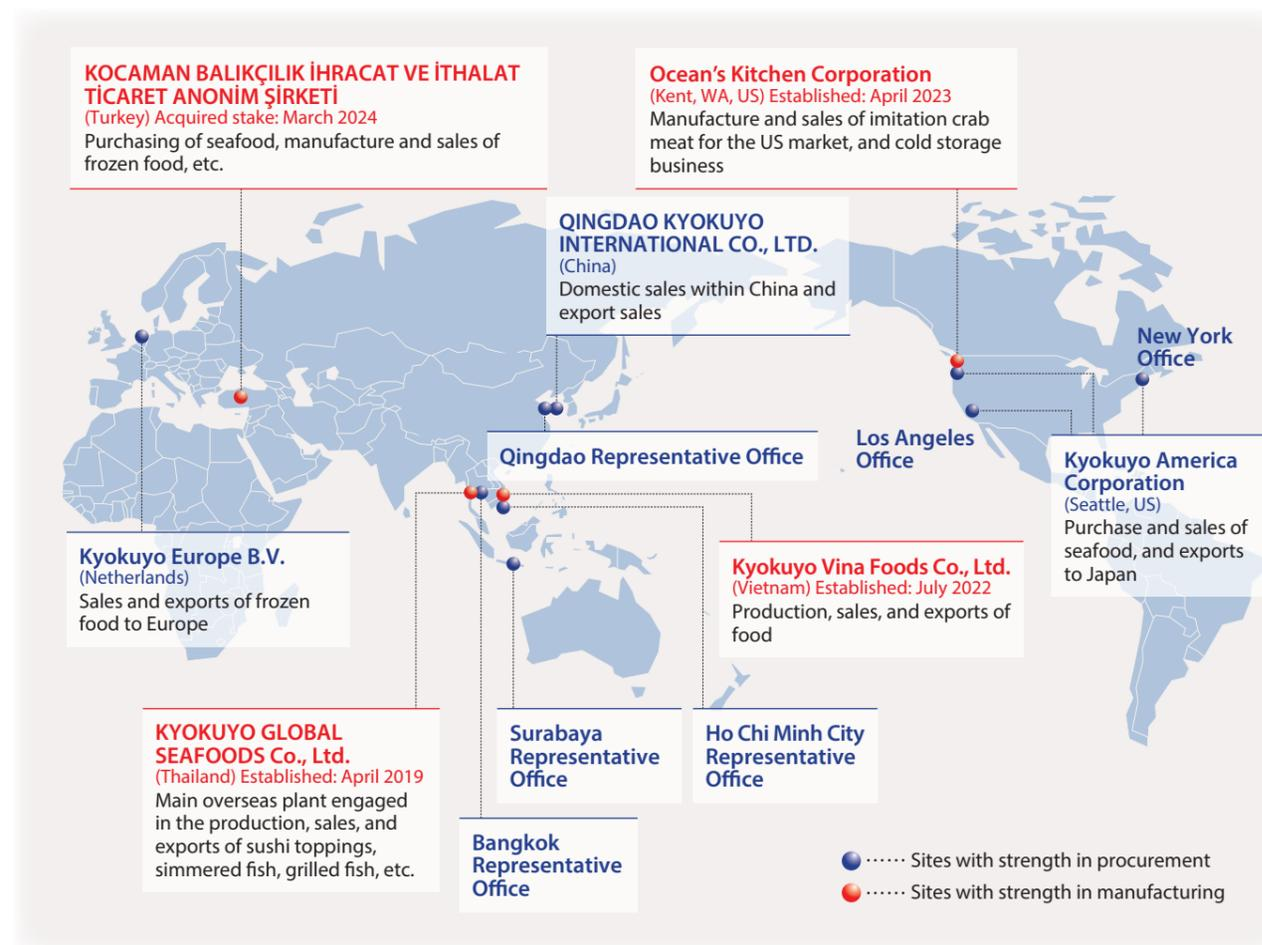 KOCAMAN BALIKÇILIK İHRACAT VE İTHALAT
TİCARET ANONİM ŞİRKETİ
(Turkey) Acquired stake: March 2024
Purchasing of seafood, manufacture and sales of
frozen food, etc.
Ocean’s Kitchen Corporation
(Kent, WA, US) Established: April 2023
Manufacture and sales of imitation crab
meat for the US market, and cold storage
business
QINGDAO KYOKUYO
INTERNATIONAL CO., LTD.
(China)
Domestic sales within China and
export sales
New York
Office
Los Angeles
Office
Qingdao Representative Office
Kyokuyo America
Corporation
(Seattle, US)
Purchase and sales of
seafood, and exports
to Japan
Kyokuyo Europe B.V.
(Netherlands)
Sales and exports of frozen
food to Europe
Kyokuyo Vina Foods Co., Ltd.
(Vietnam) Established: July 2022
Production, sales, and exports of
food
KYOKUYO GLOBAL
SEAFOODS Co., Ltd.
(Thailand) Established: April 2019
Main overseas plant engaged
in the production, sales, and
exports of sushi toppings,
simmered fish, grilled fish, etc.
Surabaya
Representative
Office
Ho Chi Minh City
Representative
Office
Bangkok
Representative
Office
Sites with strength in procurement
Sites with strength in manufacturing